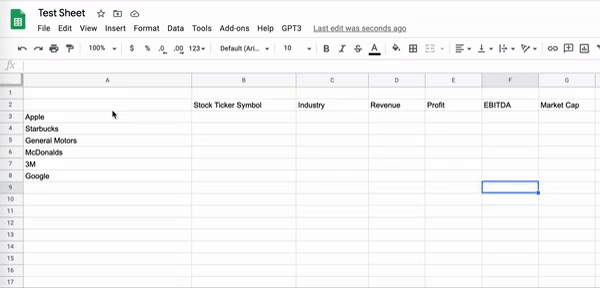 Test Sheet
File Edit View Insert Format Data Tools Add-ons Help GPT3 Last edit was seconds ago
100% $ % .0 .00 123 Default (Ari... 10 B I S A
fx
A B C D E F G
1
2 Stock Ticker Symbol Industry Revenue Profit EBITDA Market Cap
3 Apple
4 Starbucks
5 General Motors
6 McDonalds
7 3M
8 Google
9
10
11
12
13
14
15
16
17